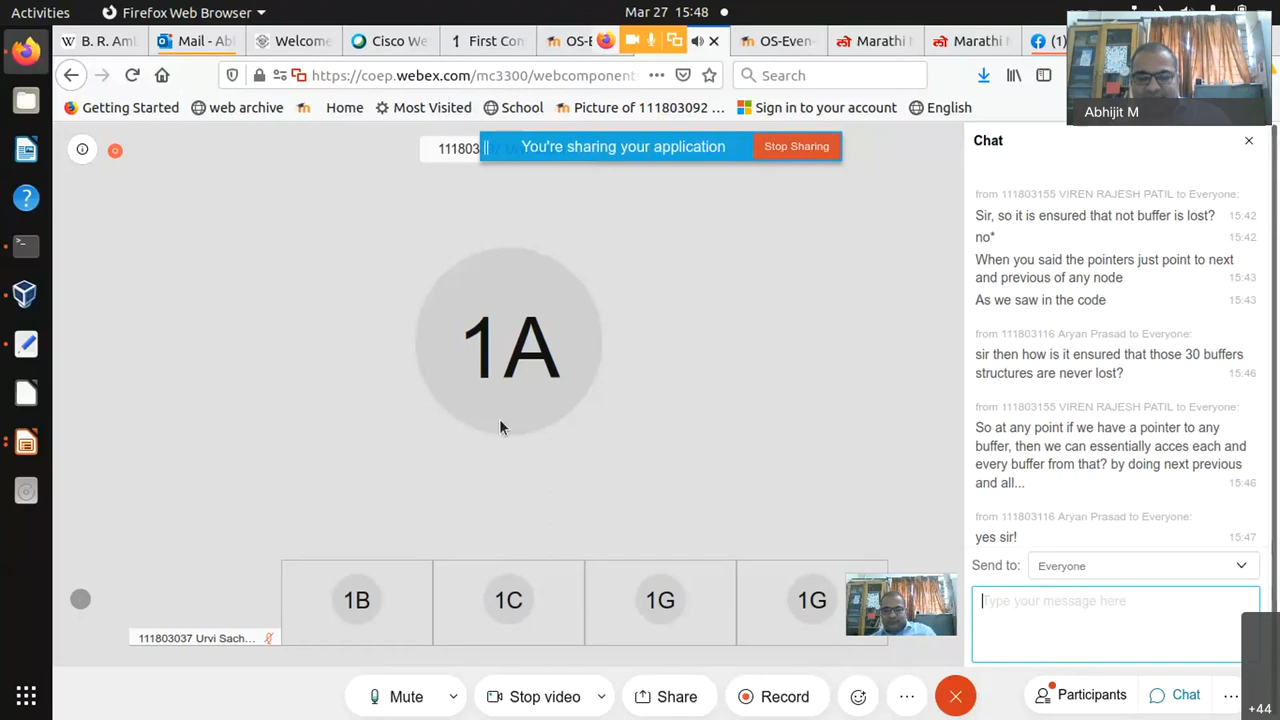 Activities
Firefox Web Browser
Mar 27 15:48
B. R. Am
Mail - Ab
Welcome
Cisco We
First Con
OS-E
OS-Even
Marathi
Marathi
(1)
https://coep.webex.com/mc3300/webcomponent
Search
Getting Started
web archive
Home
Most Visited
School
Picture of 111803092 ...
Sign in to your account
English
Abhijit M
111803
You're sharing your application
Stop Sharing
Chat
from 111803155 VIREN RAJESH PATIL to Everyone:
Sir, so it is ensured that not buffer is lost? 15:42
no* 15:42
When you said the pointers just point to next
and previous of any node 15:43
As we saw in the code 15:43
from 111803116 Aryan Prasad to Everyone:
sir then how is it ensured that those 30 buffers
structures are never lost? 15:46
from 111803155 VIREN RAJESH PATIL to Everyone:
So at any point if we have a pointer to any
buffer, then we can essentially acces each and
every buffer from that? by doing next previous
and all... 15:46
from 111803116 Aryan Prasad to Everyone:
yes sir! 15:47
Send to: Everyone
Type your message here
1A
1B
1C
1G
1G
111803037 Urvi Sach...
Mute
Stop video
Share
Record
Participants
Chat
+44